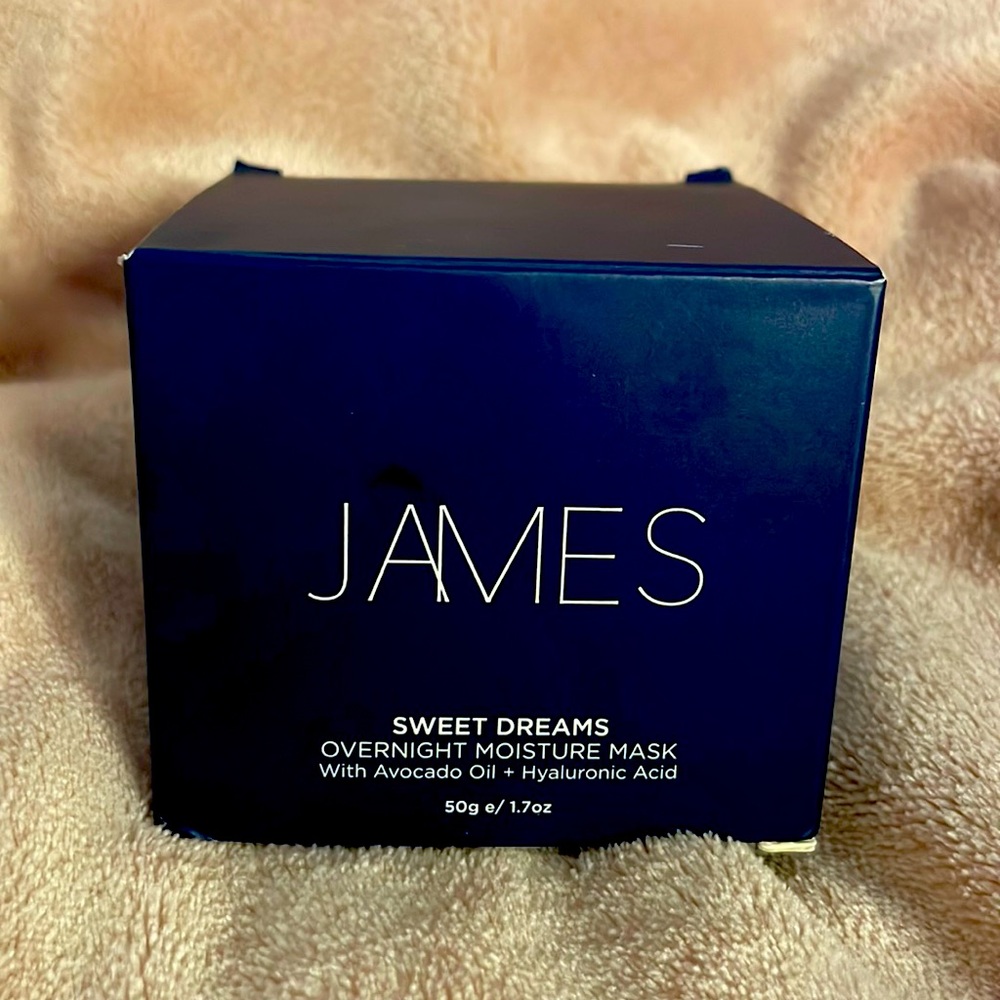 JAMES
SWEET DREAMS
OVERNIGHT MOISTURE MASK
With Avocado Oil + Hyaluronic Acid
50g e/ 1.7oz